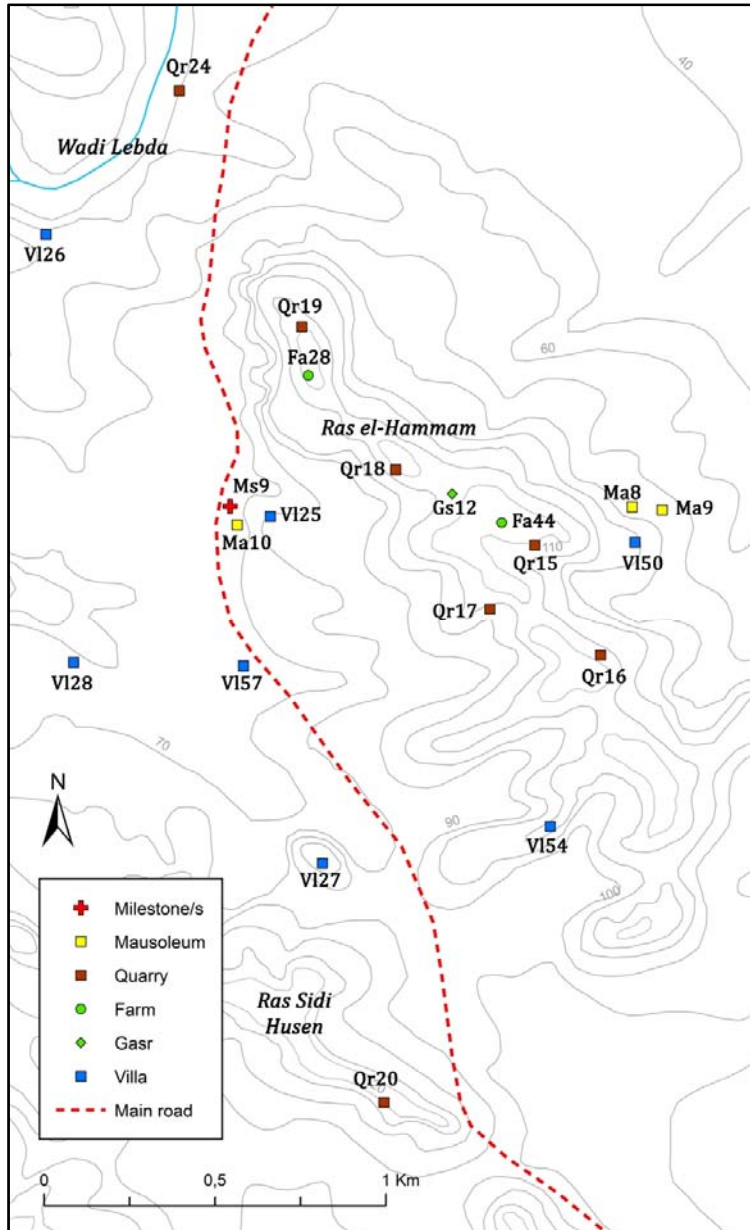 40
Qr24
Wadi Lebda
Vl26
Qr19
60
Fa28
Ras el-Hammam
Qr18
Ms9
Vl25
Gs12
Fa44
Ma8
Ma9
Ma10
110
Qr15
Vl50
Qr17
Vl28
Vl57
Qr16
70
N
90
Vl54
Vl27
100
Milestone/s
Mausoleum
Quarry
Farm
Gasr
Villa
Main road
Ras Sidi
Husen
Qr20
0
0,5
1 Km